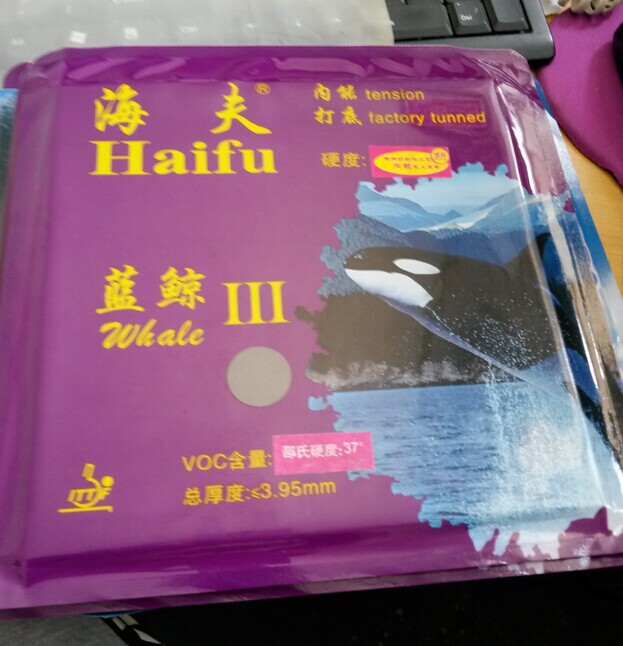 海夫®
Haifu
内能 tension
打底 factory tunned
硬度:
蓝鲸 III
Whale
VOC含量: 邵氏硬度:37°
总厚度:≤3.95mm
ITTF